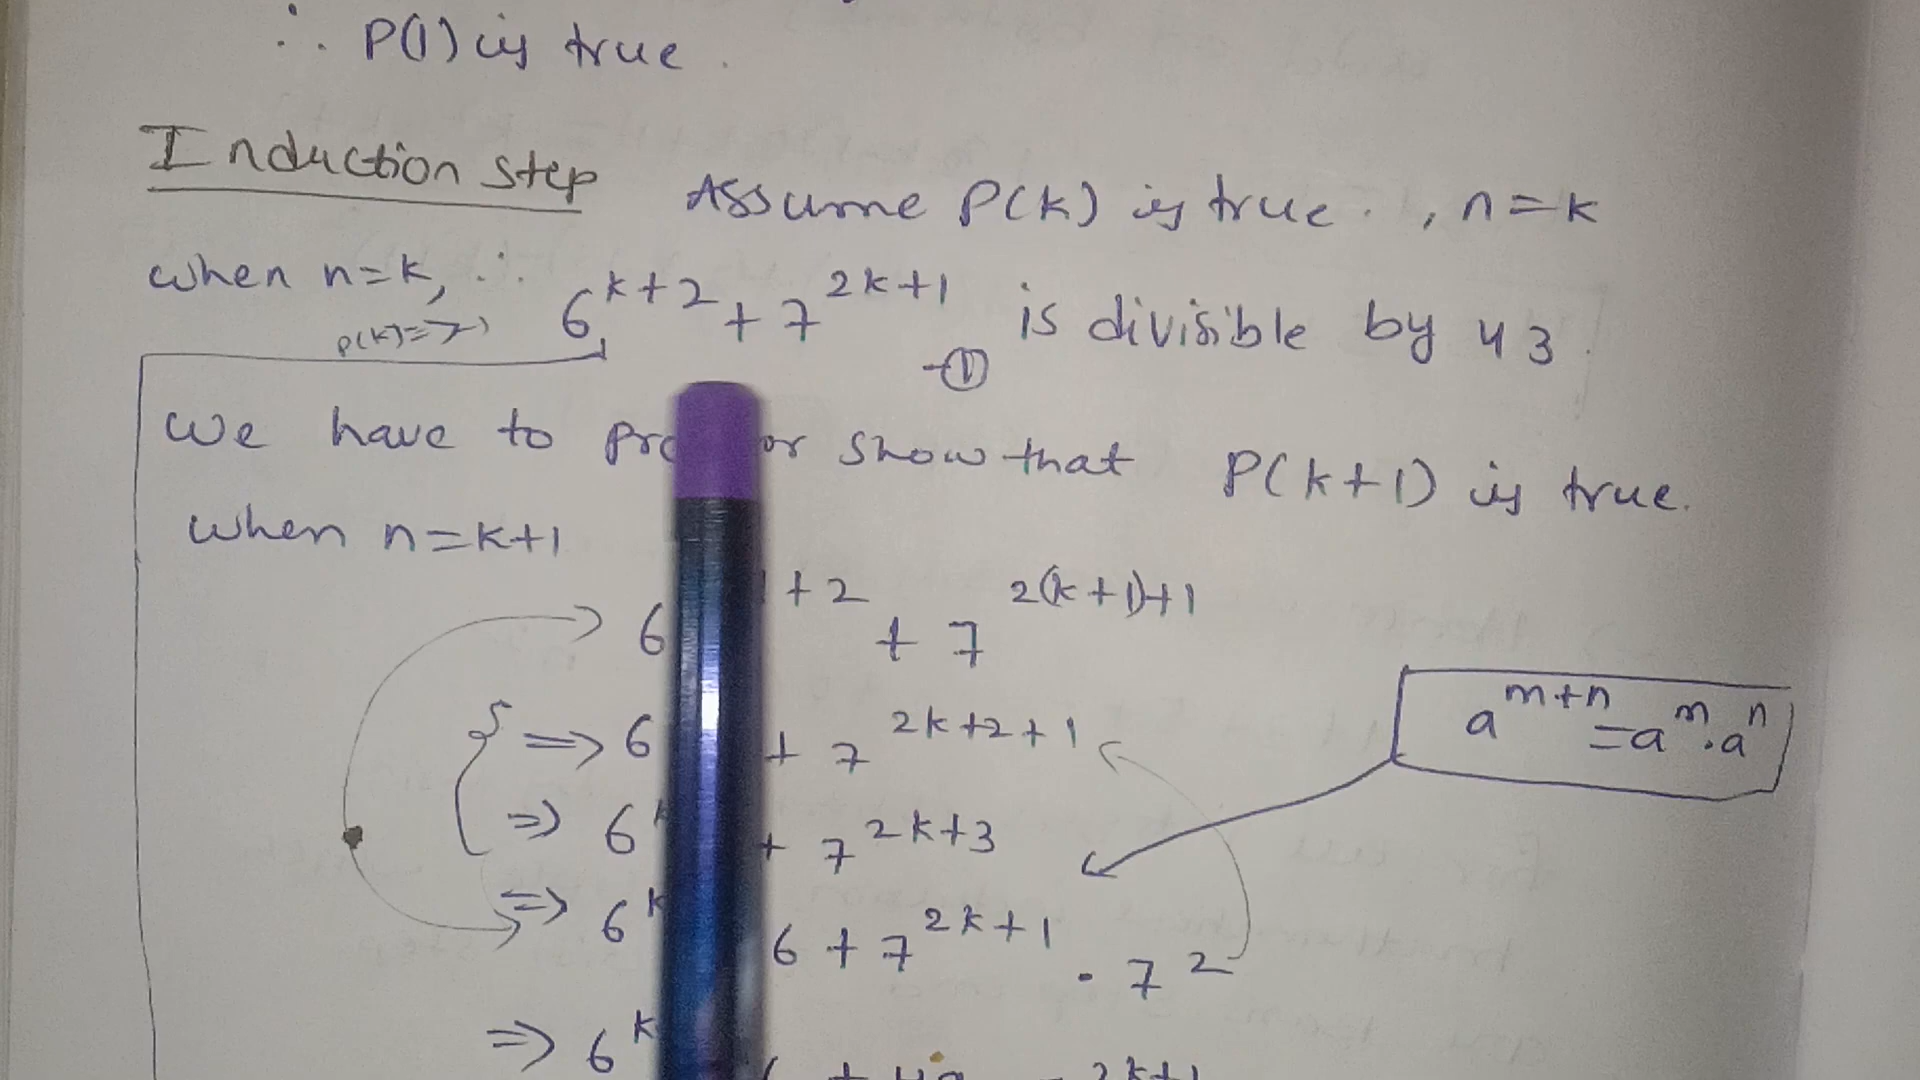 ∴ P(1) is true.
Induction step Assume P(k) is true. , n=k
when n=k, ∴ 6^{k+2} + 7^{2k+1} is divisible by 43.
P(k)=> -①
We have to or show that P(k+1) is true.
when n=k+1
6 +2 + 7^{2(k+1)+1}
=> 6 + 7^{2k+2+1}
a^{m+n} = a^m . a^n
=> 6 + 7^{2k+3}
=> 6^k 6 + 7^{2k+1} . 7^2
=> 6^k + 2k+1